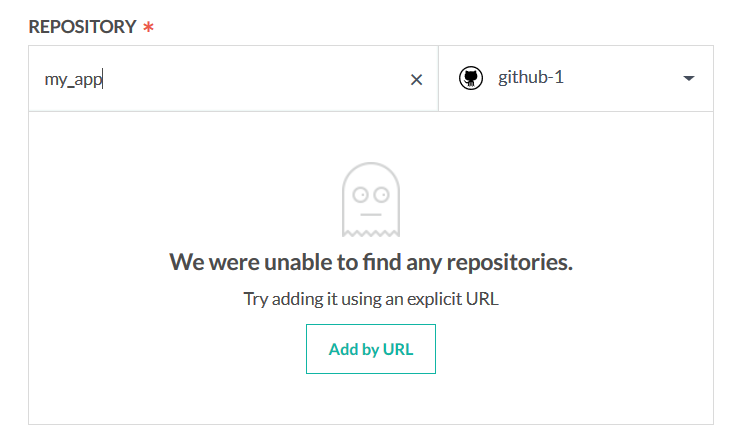 REPOSITORY *
my_app ×
github-1
We were unable to find any repositories.
Try adding it using an explicit URL
Add by URL